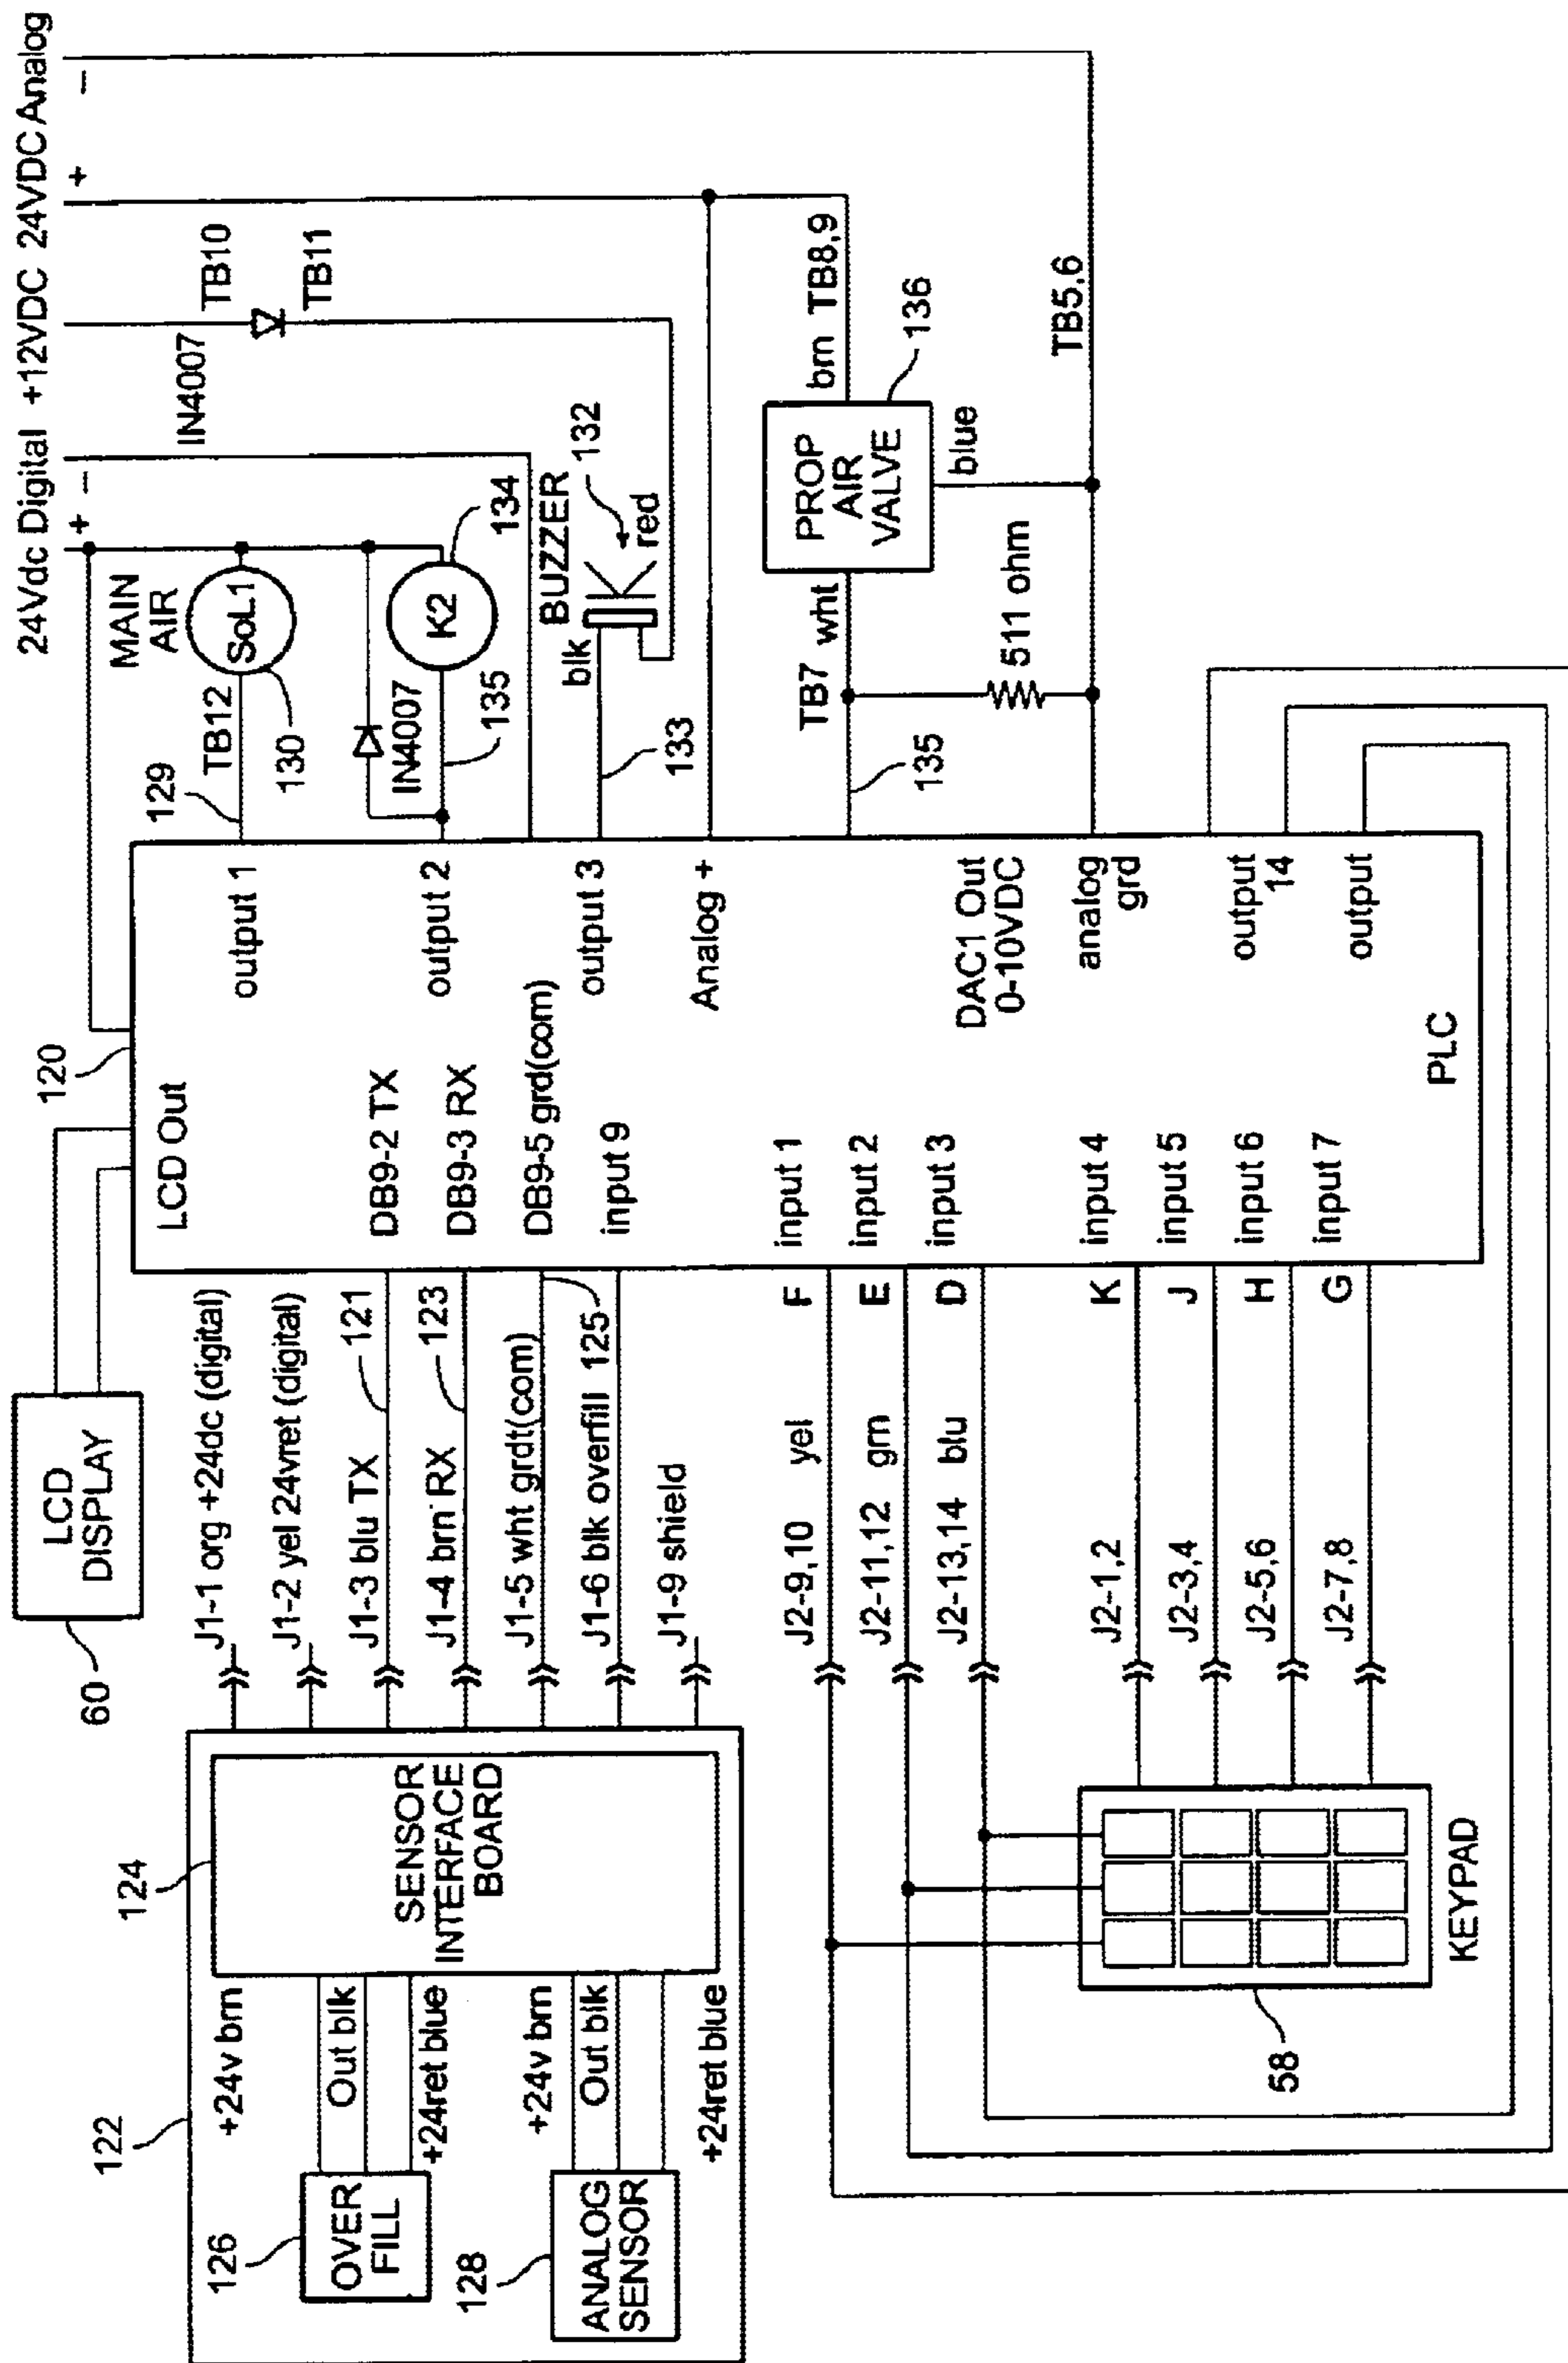 60
LCD
DISPLAY
120
24Vdc Digital +12VDC 24VDC Analog
+ − + −
MAIN
AIR
TB10
IN4007
TB11
122
124
J1-1 org +24dc (digital)
LCD Out
129
TB12
SoL1
130
+24v brn
J1-2 yel 24vret (digital)
126
OVER
FILL
Out blk
SENSOR
INTERFACE
BOARD
J1-3 blu TX
121
DB9-2 TX
output 1
IN4007
K2
134
+24ret blue
J1-4 brn RX
123
DB9-3 RX
output 2
135
BUZZER
132
128
ANALOG
SENSOR
+24v brn
J1-5 wht grdt(com)
DB9-5 grd(com)
blk
red
Out blk
J1-6 blk overfill
125
input 9
output 3
133
+24ret blue
J1-9 shield
Analog +
J2-9,10 yel
F
input 1
TB7 wht
PROP
AIR
VALVE
brn TB8,9
136
J2-11,12 grn
E
input 2
135
J2-13,14 blu
D
input 3
DAC1 Out
0-10VDC
blue
511 ohm
J2-1,2
K
input 4
analog
grd
TB5,6
J2-3,4
J
input 5
J2-5,6
H
input 6
output
14
58
J2-7,8
G
input 7
output
KEYPAD
PLC